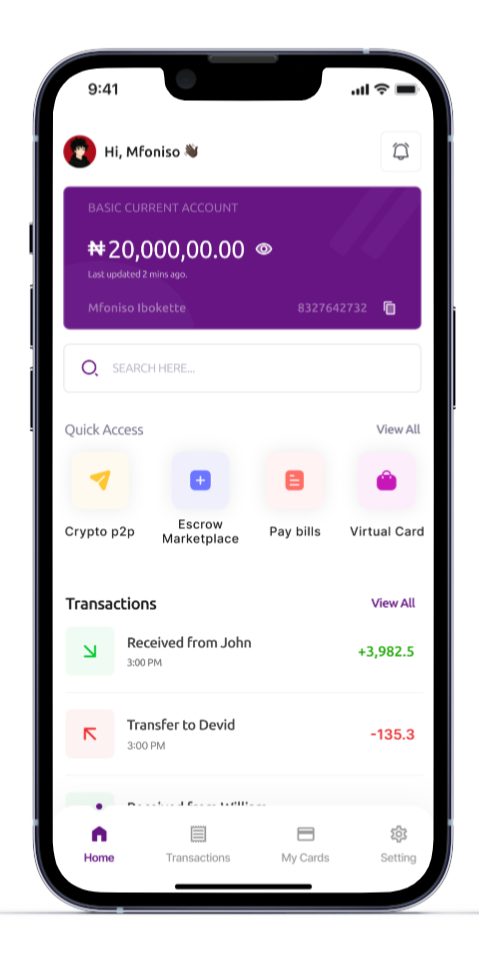 9:41
Hi, Mfoniso 👋🏿
BASIC CURRENT ACCOUNT
₦20,000,00.00
Last updated 2 mins ago.
Mfoniso Ibokette 8327642732
SEARCH HERE...
Quick Access View All
Crypto p2p
Escrow
Marketplace
Pay bills
Virtual Card
Transactions View All
Received from John
3:00 PM
+3,982.5
Transfer to Devid
3:00 PM
-135.3
Received from William
Home Transactions My Cards Setting